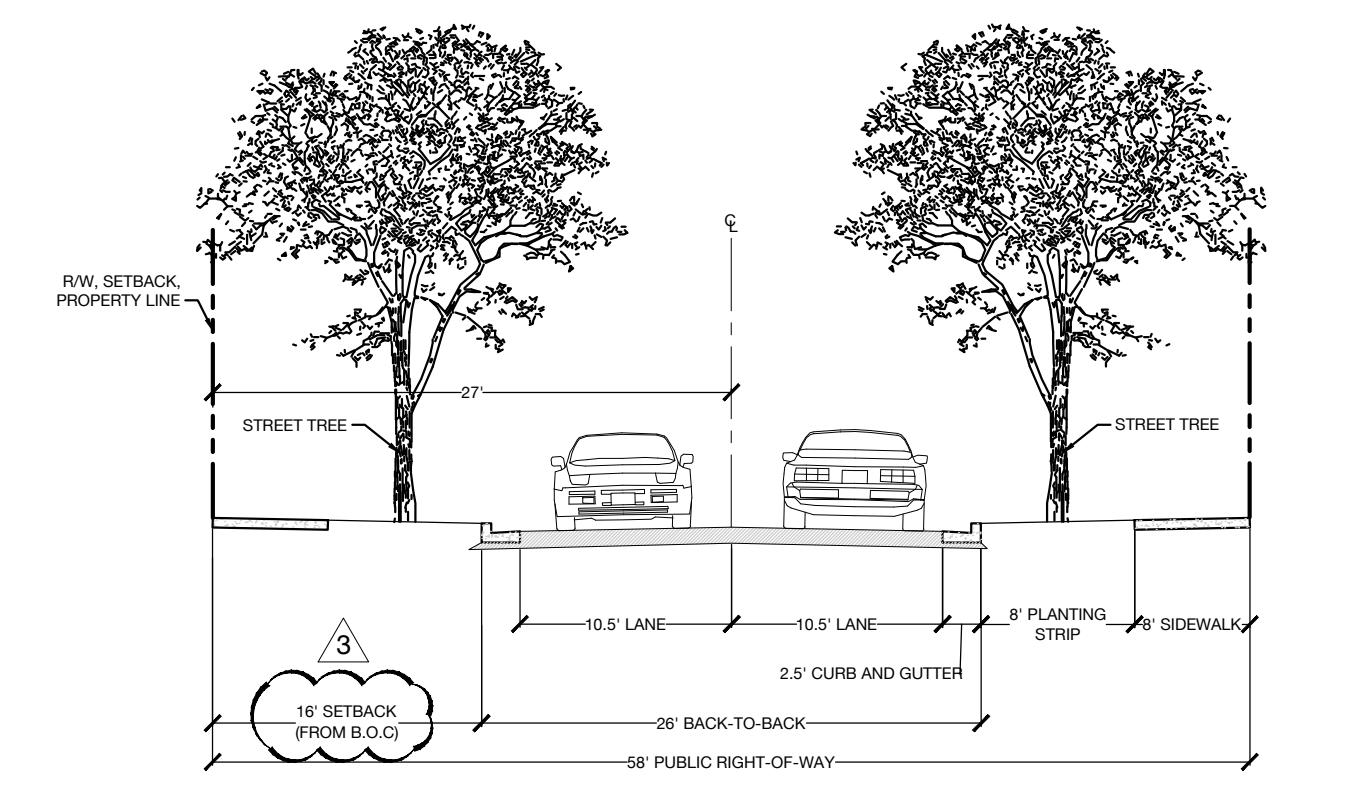 ℄
R/W, SETBACK,
PROPERTY LINE
27'
STREET TREE
STREET TREE
10.5' LANE
10.5' LANE
8' PLANTING
STRIP
8' SIDEWALK
2.5' CURB AND GUTTER
3
16' SETBACK
(FROM B.O.C)
26' BACK-TO-BACK
58' PUBLIC RIGHT-OF-WAY